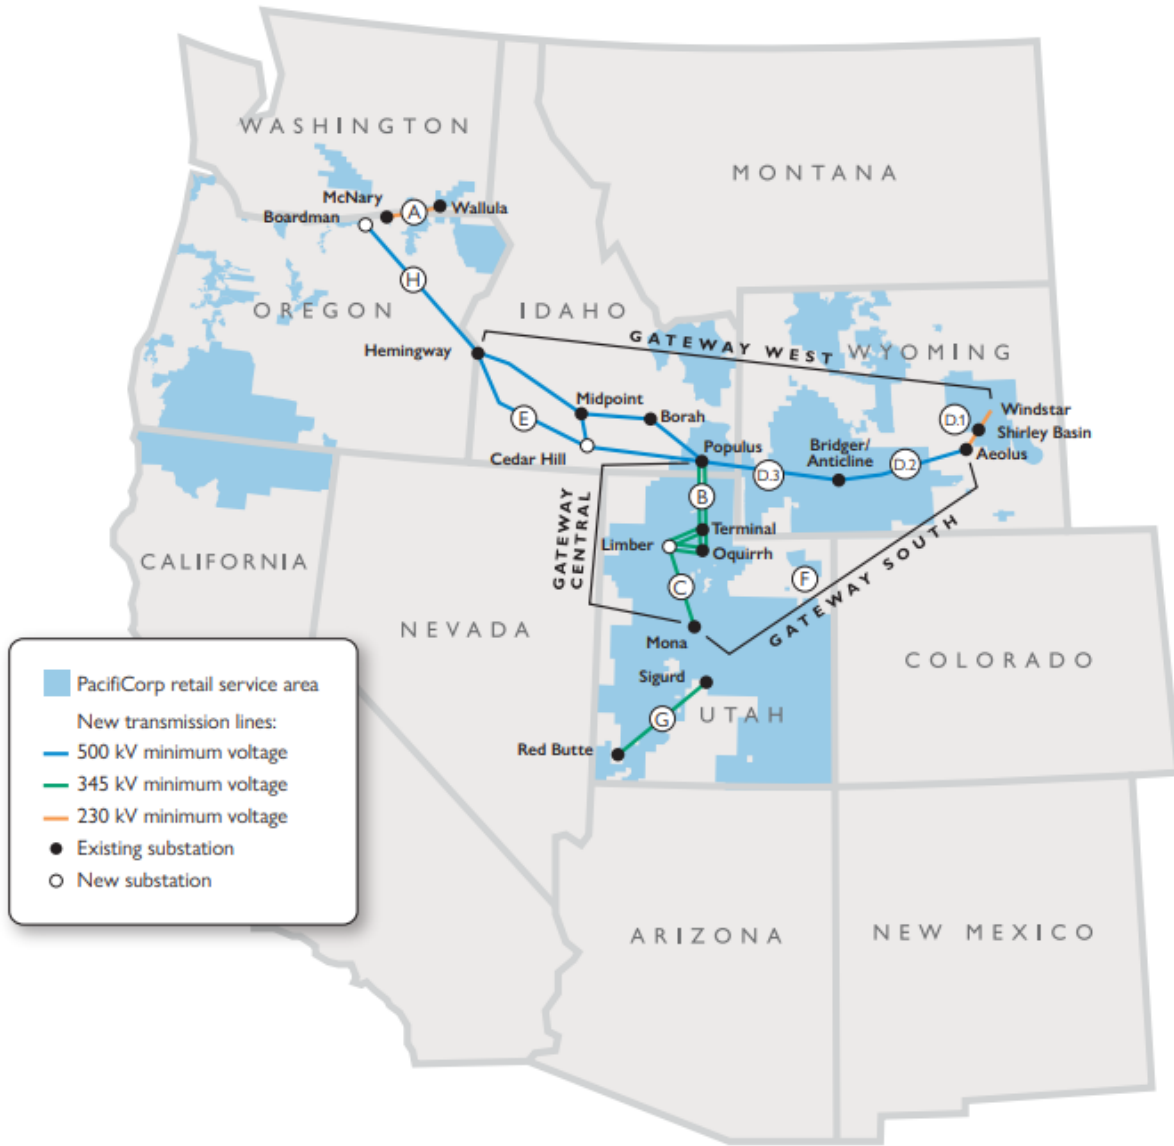 WASHINGTON
MONTANA
McNary
A
Wallula
Boardman
H
OREGON
IDAHO
GATEWAY WEST
WYOMING
Hemingway
Midpoint
Borah
E
D.1
Windstar
Shirley Basin
Aeolus
Populus
Bridger/
Anticline
D.2
Cedar Hill
D.3
B
GATEWAY
CENTRAL
Terminal
Limber
Oquirrh
GATEWAY SOUTH
CALIFORNIA
C
F
NEVADA
Mona
COLORADO
Sigurd
G
UTAH
Red Butte
PacifiCorp retail service area
New transmission lines:
500 kV minimum voltage
345 kV minimum voltage
230 kV minimum voltage
Existing substation
New substation
ARIZONA
NEW MEXICO